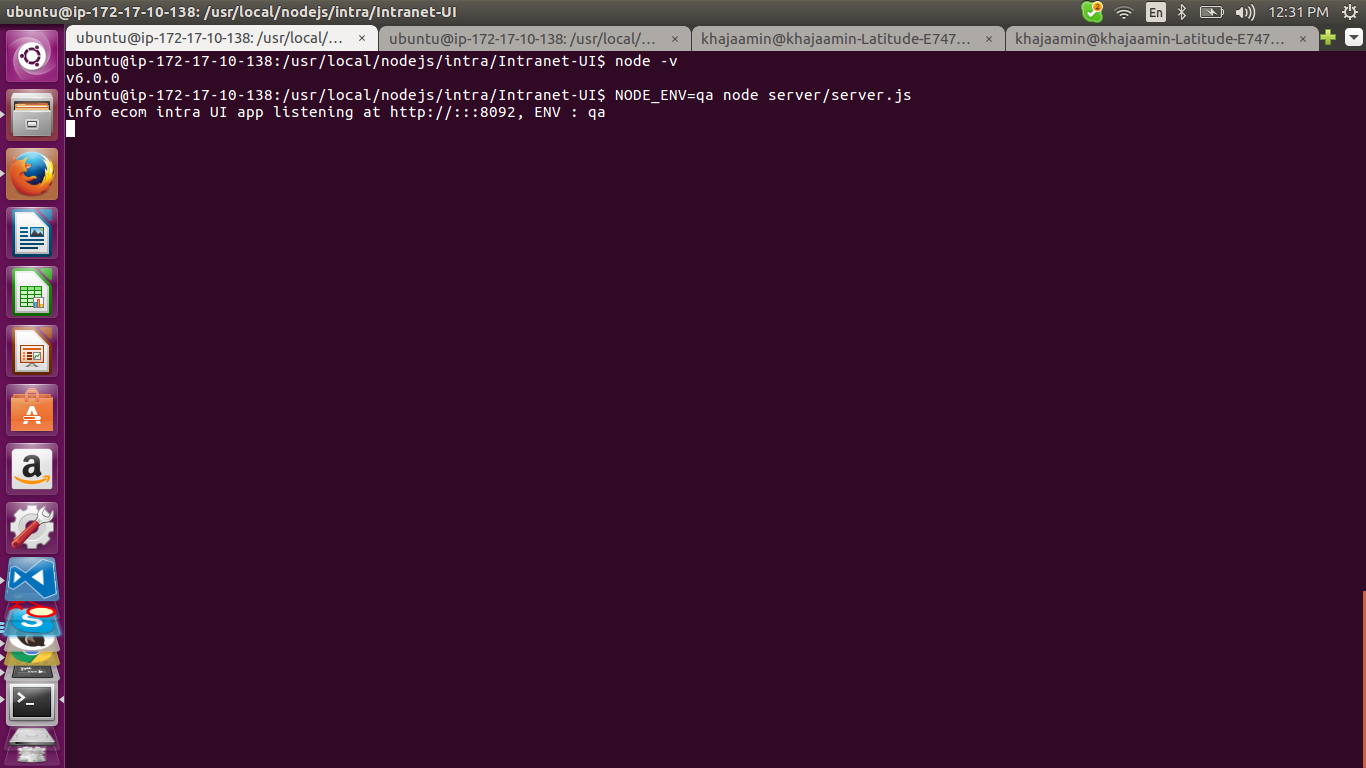 ubuntu@ip-172-17-10-138: /usr/local/nodejs/intra/Intranet-UI
2
En
12:31 PM
ubuntu@ip-172-17-10-138: /usr/local/... ×
ubuntu@ip-172-17-10-138: /usr/local/... ×
khajaamin@khajaamin-Latitude-E747... ×
khajaamin@khajaamin-Latitude-E747... ×
ubuntu@ip-172-17-10-138:/usr/local/nodejs/intra/Intranet-UI$ node -v
v6.0.0
ubuntu@ip-172-17-10-138:/usr/local/nodejs/intra/Intranet-UI$ NODE_ENV=qa node server/server.js
info ecom intra UI app listening at http://:::8092, ENV : qa
A
a
S
>_